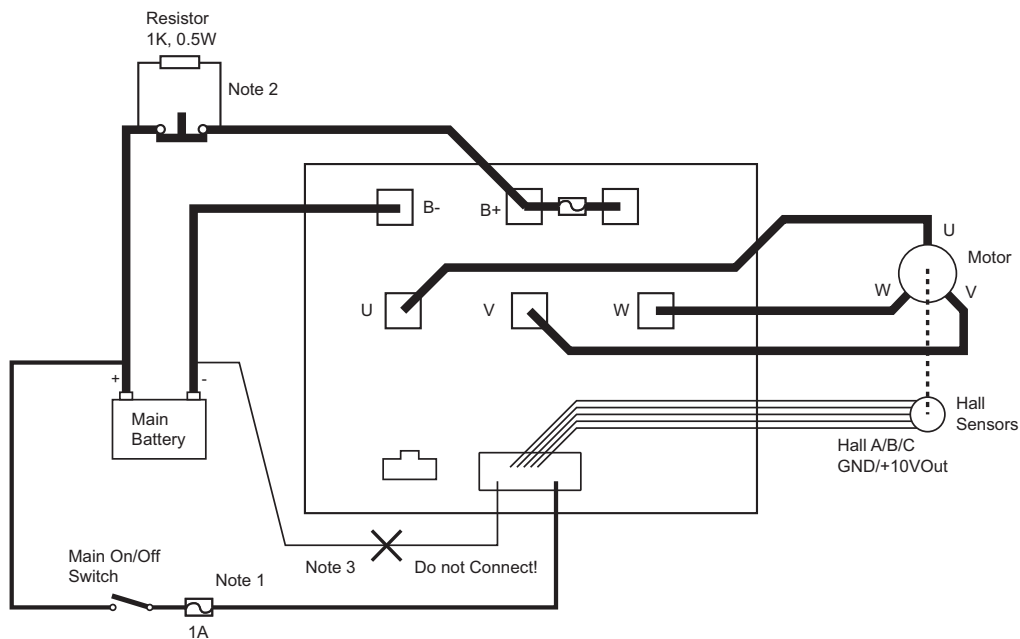 Resistor
1K, 0.5W
Note 2
B-
B+
U
Motor
W
V
U
V
W
+
-
Main
Battery
Hall
Sensors
Hall A/B/C
GND/+10VOut
Main On/Off
Switch
Note 1
Note 3
Do not Connect!
1A